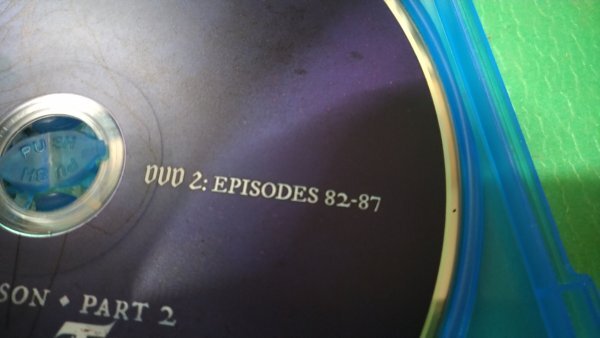 PUSH
HERE
DVD 2: EPISODES 82-87
SON • PART 2